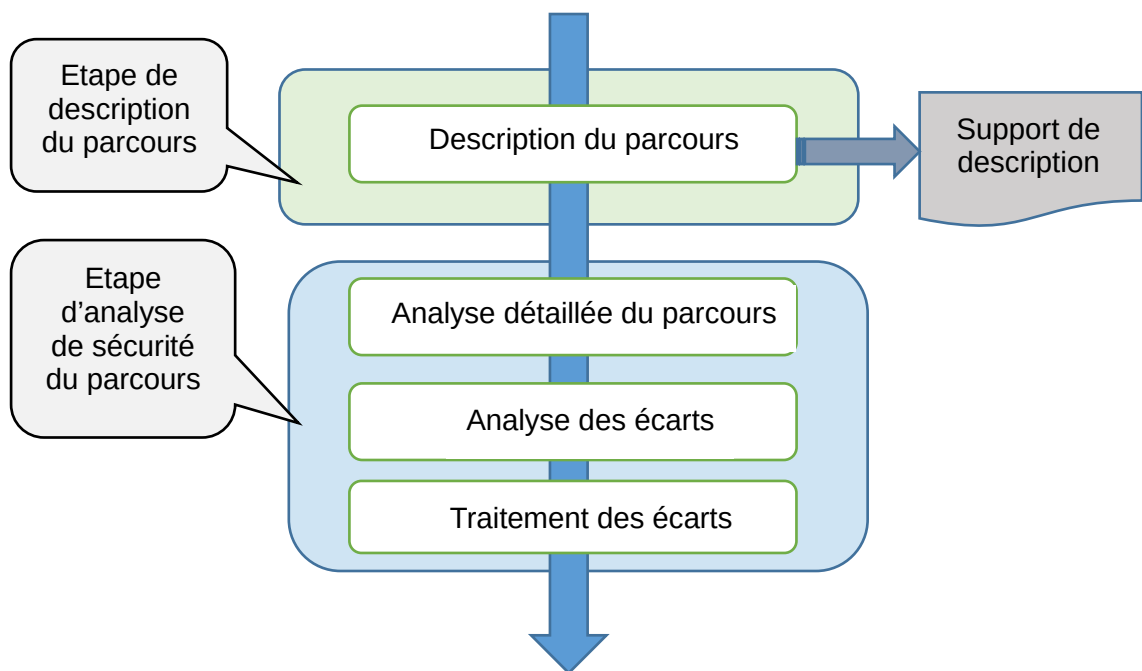 Etape de
description
du parcours
Description du parcours
Support de
description
Etape
d’analyse
de sécurité
du parcours
Analyse détaillée du parcours
Analyse des écarts
Traitement des écarts